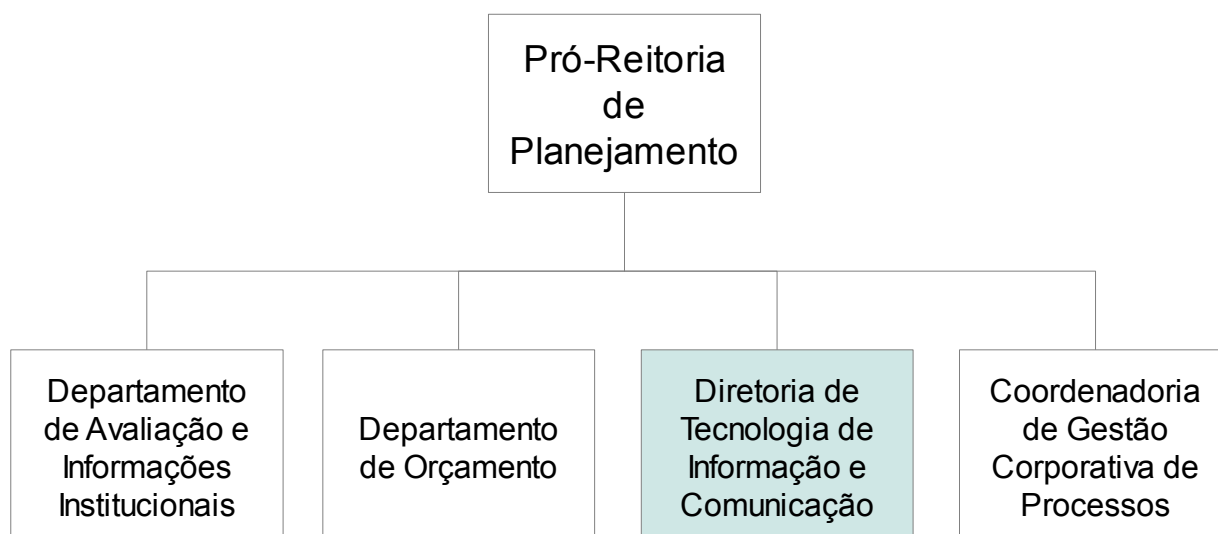 Pró-Reitoria
de
Planejamento
Departamento
de Avaliação e
Informações
Institucionais
Departamento
de Orçamento
Diretoria de
Tecnologia de
Informação e
Comunicação
Coordenadoria
de Gestão
Corporativa de
Processos